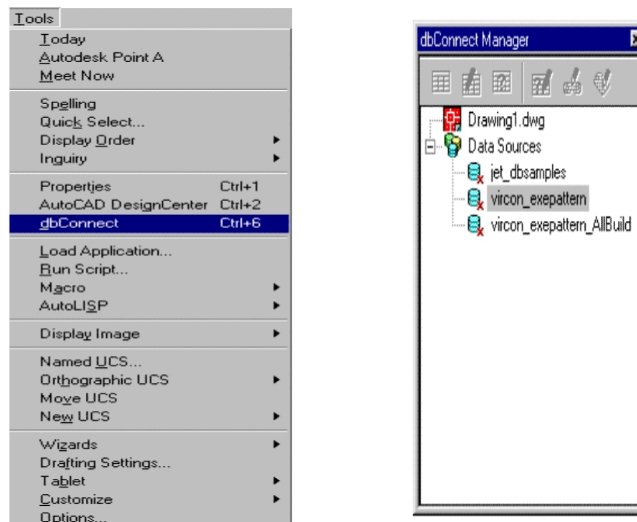 Tools
Today
Autodesk Point A
Meet Now
Spelling
Quick Select...
Display Order
Inquiry
Properties Ctrl+1
AutoCAD DesignCenter Ctrl+2
dbConnect Ctrl+6
Load Application...
Run Script...
Macro
AutoLISP
Display Image
Named UCS...
Orthographic UCS
Move UCS
New UCS
Wizards
Drafting Settings...
Tablet
Customize
Options...
dbConnect Manager
Drawing1.dwg
Data Sources
jet_dbsamples
vircon_exepattern
vircon_exepattern_AllBuild